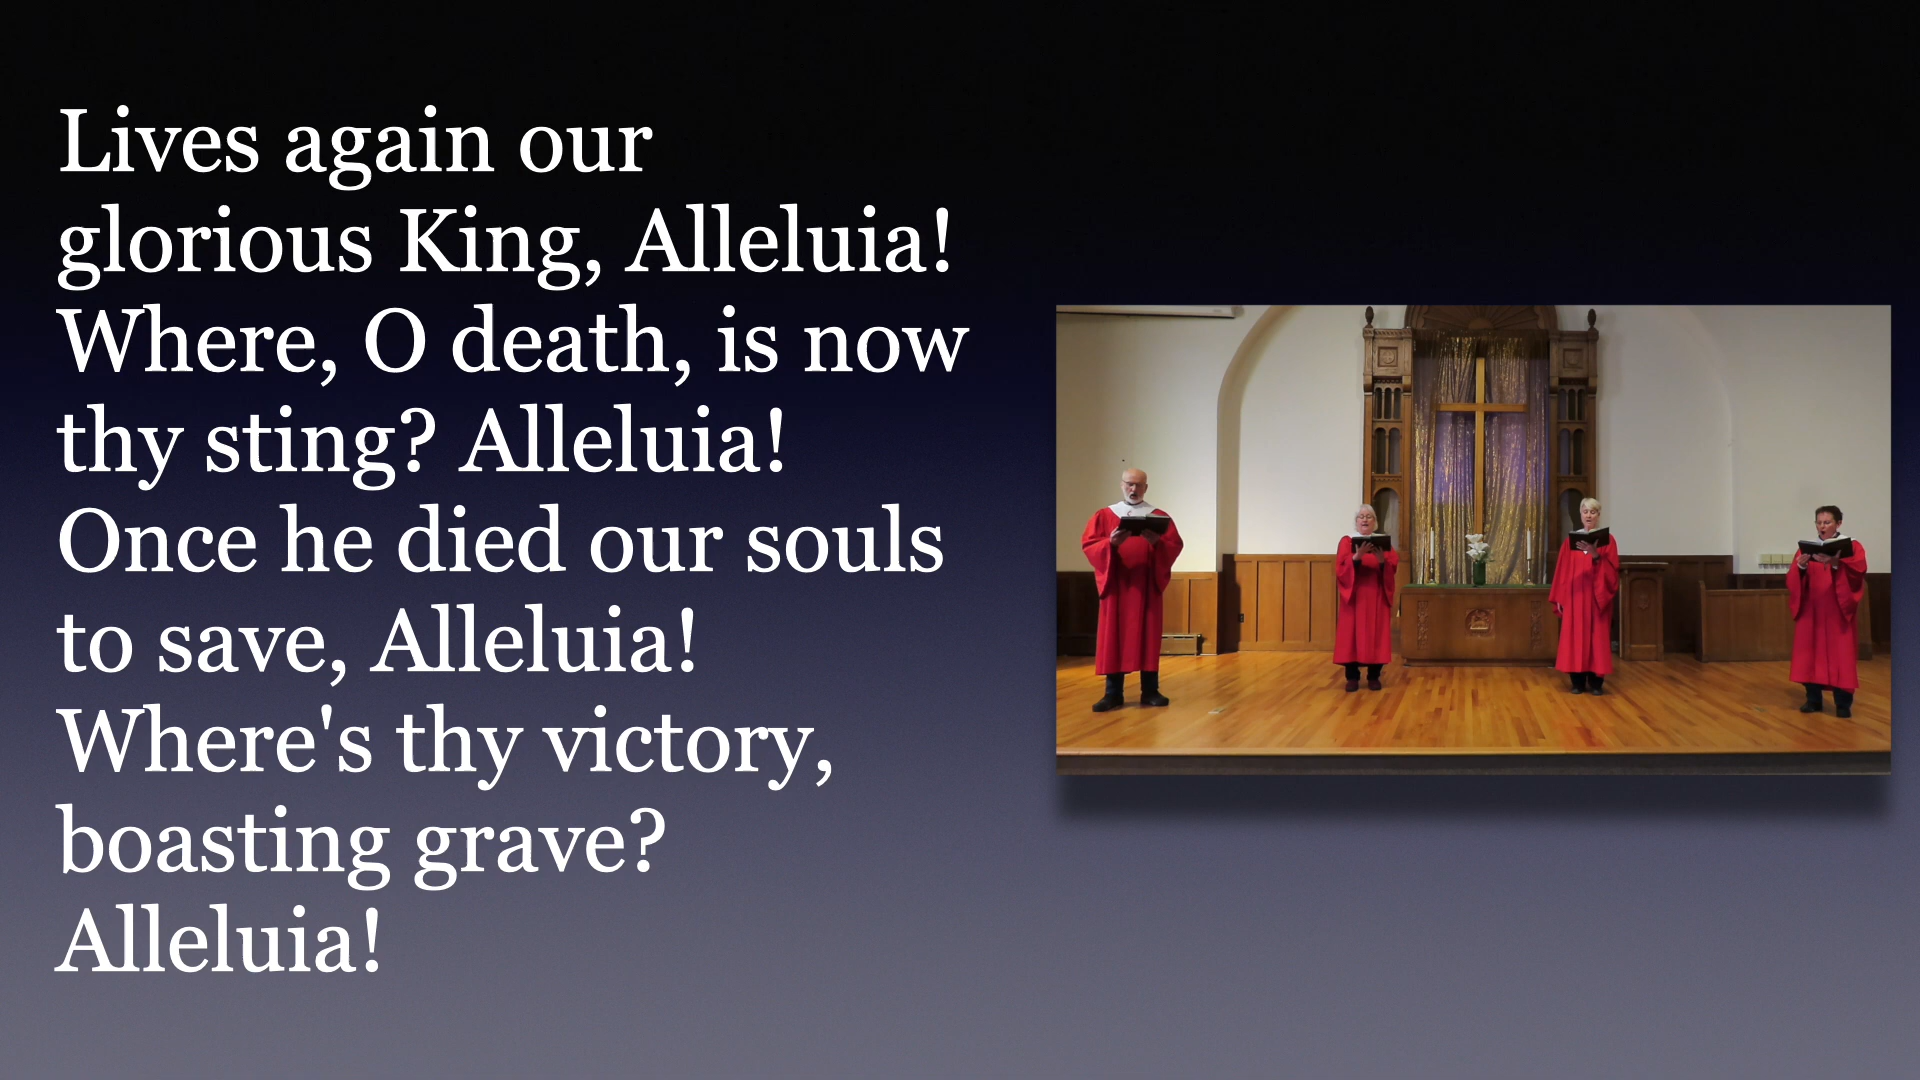 Lives again our
glorious King, Alleluia!
Where, O death, is now
thy sting? Alleluia!
Once he died our souls
to save, Alleluia!
Where's thy victory,
boasting grave?
Alleluia!